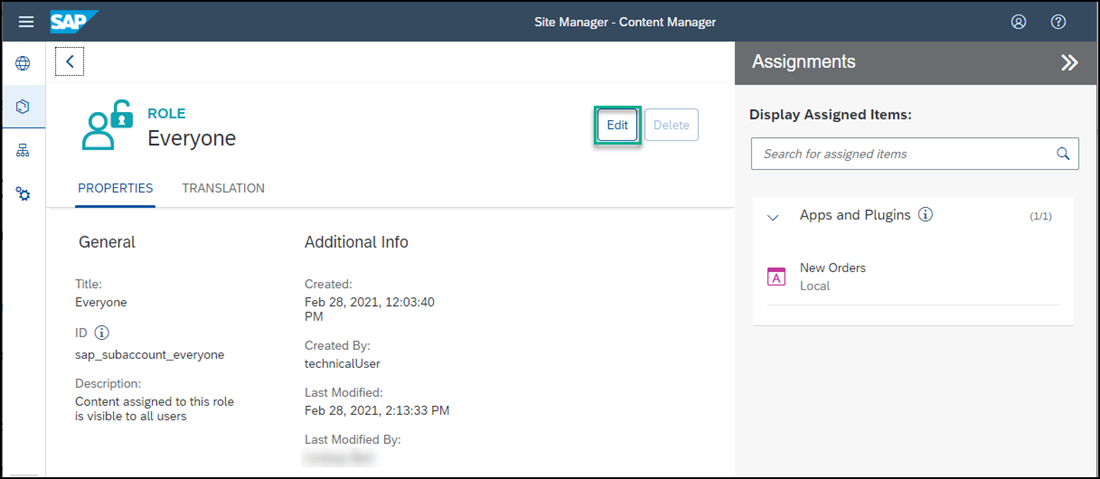 SAP
Site Manager - Content Manager
Assignments
ROLE
Everyone
Edit
Delete
PROPERTIES
TRANSLATION
General
Title:
Everyone
ID
sap_subaccount_everyone
Description:
Content assigned to this role
is visible to all users
Additional Info
Created:
Feb 28, 2021, 12:03:40
PM
Created By:
technicalUser
Last Modified:
Feb 28, 2021, 2:13:33 PM
Last Modified By:
Display Assigned Items:
Search for assigned items
Apps and Plugins (1/1)
A
New Orders
Local